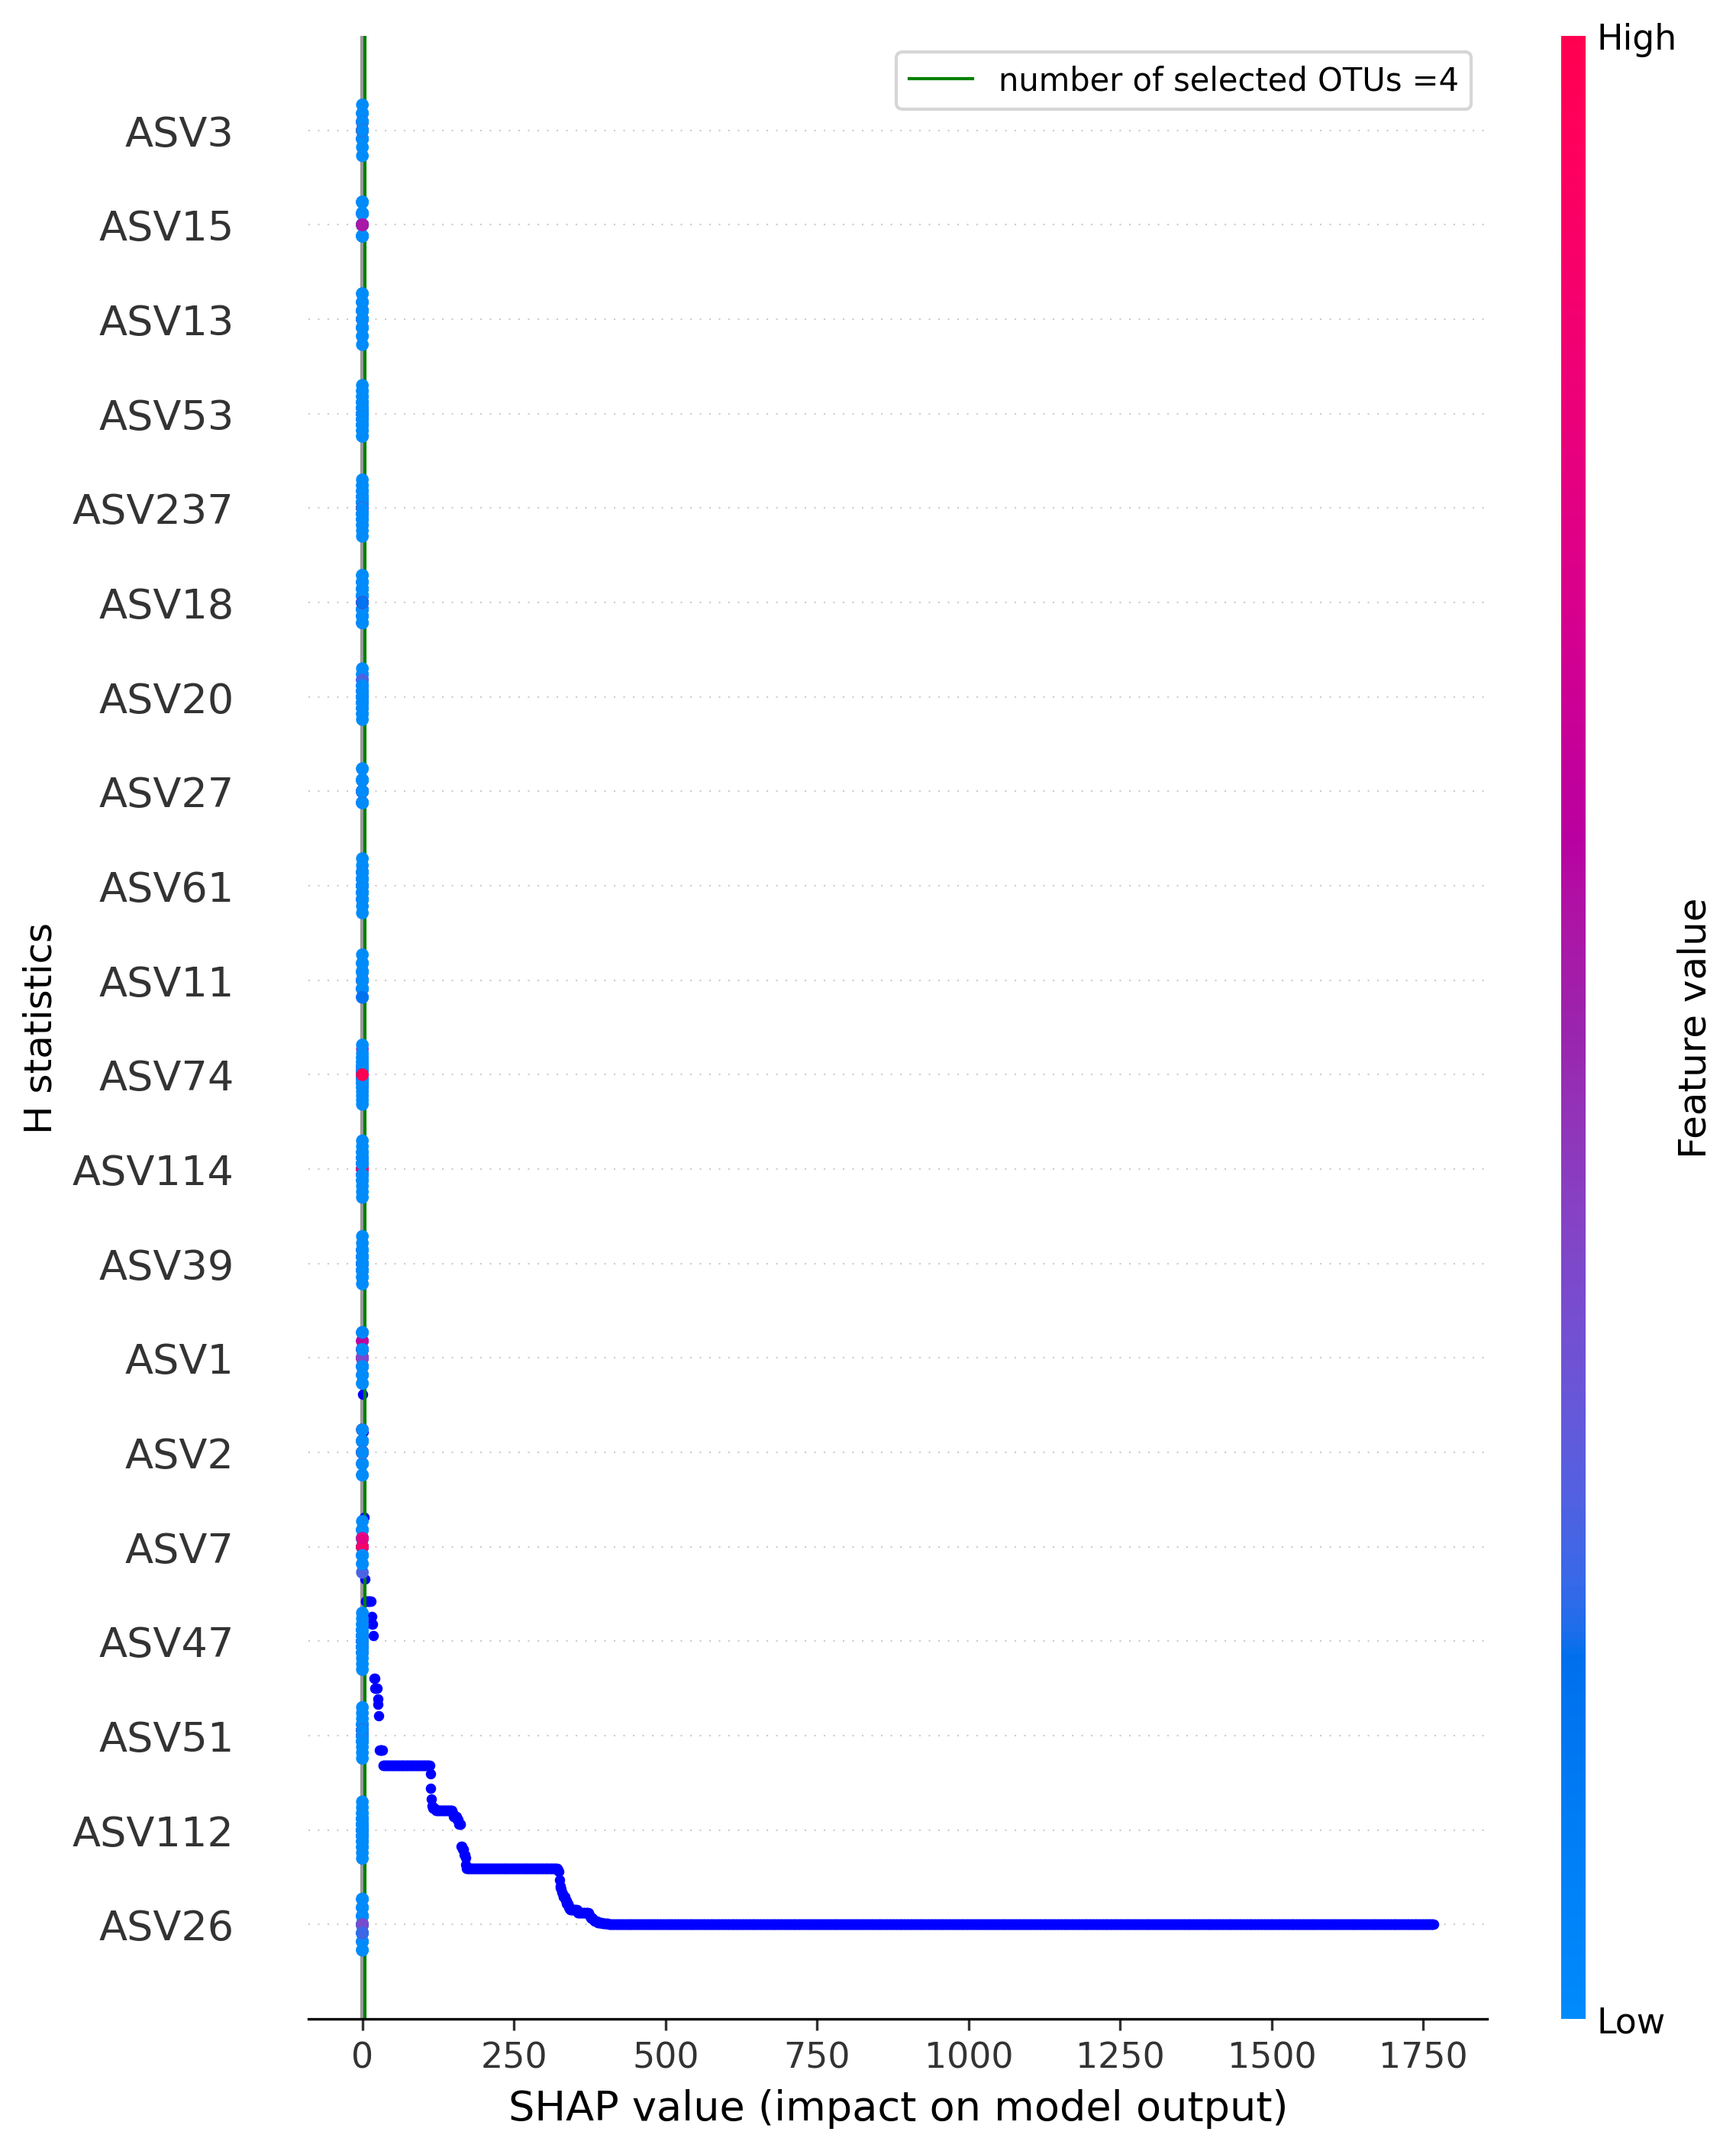 High
number of selected OTUs =4
ASV3
ASV15
ASV13
ASV53
ASV237
ASV18
ASV20
ASV27
ASV61
ASV11
ASV74
ASV114
ASV39
ASV1
ASV2
ASV7
ASV47
ASV51
ASV112
ASV26
H statistics
Feature value
Low
0 250 500 750 1000 1250 1500 1750
SHAP value (impact on model output)